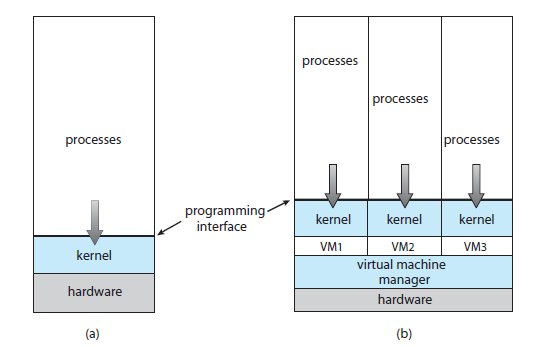 processes
kernel
hardware
(a)
programming
interface
processes
processes
processes
kernel
kernel
kernel
VM1
VM2
VM3
virtual machine
manager
hardware
(b)